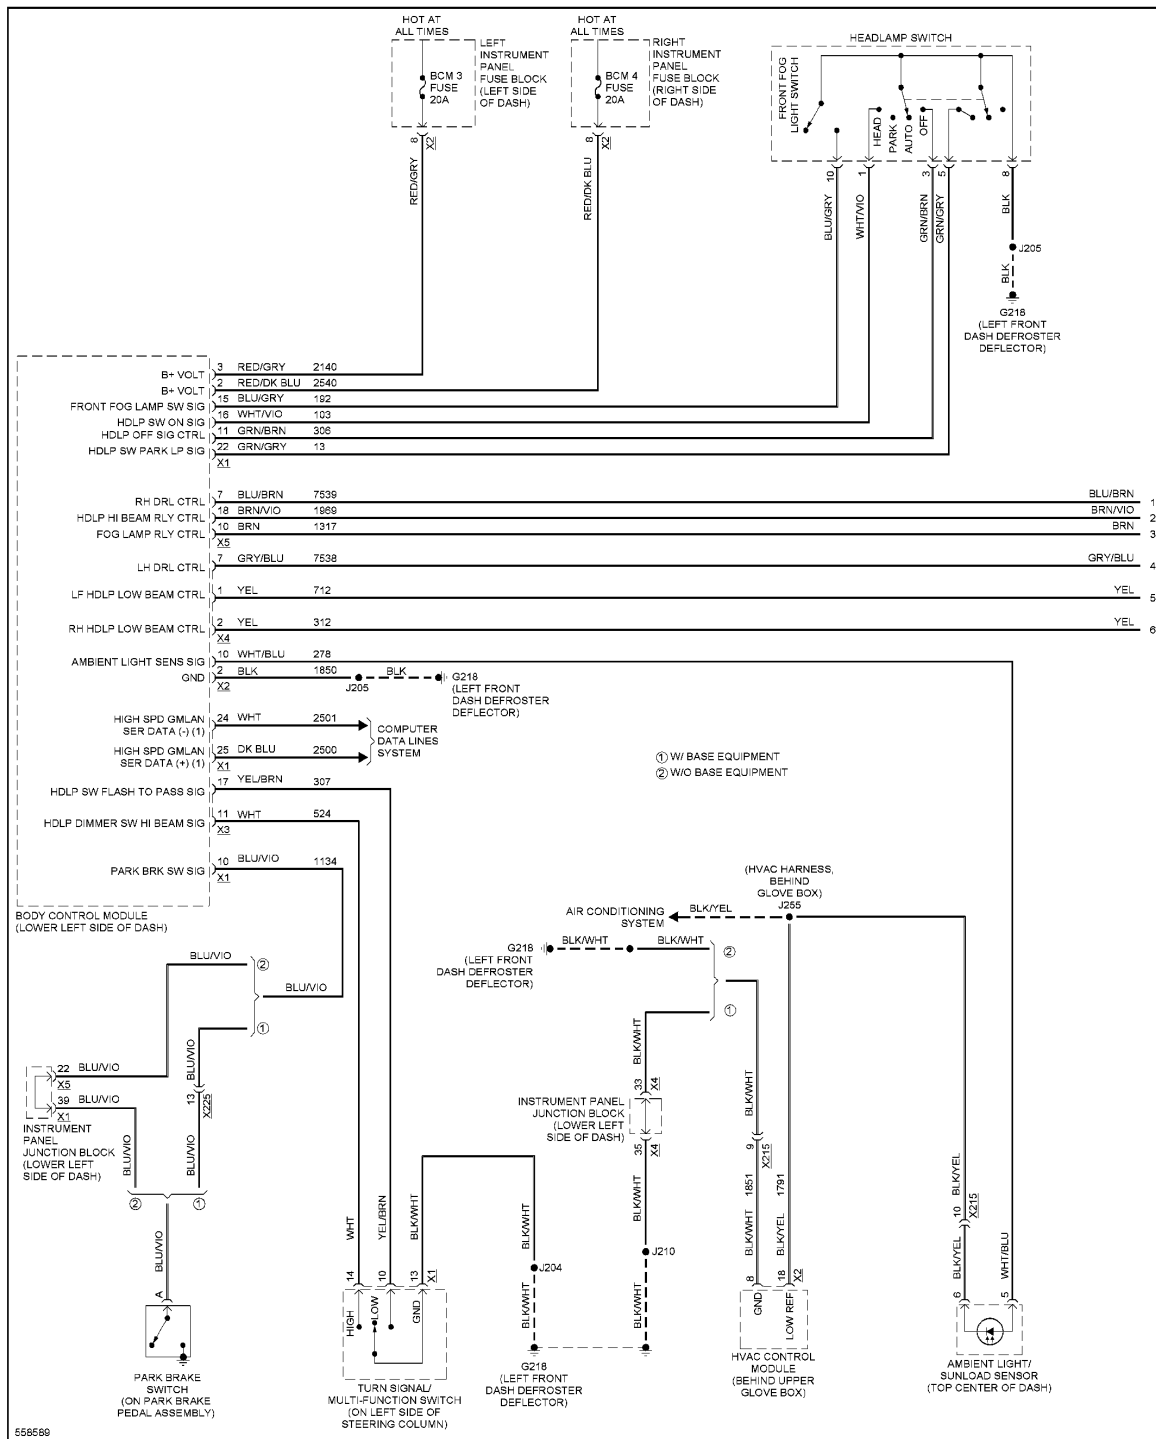 HOT AT
ALL TIMES
LEFT
INSTRUMENT
PANEL
FUSE BLOCK
(LEFT SIDE
OF DASH)
BCM 3
FUSE
20A
8
X2
RED/GRY
HOT AT
ALL TIMES
RIGHT
INSTRUMENT
PANEL
FUSE BLOCK
(RIGHT SIDE
OF DASH)
BCM 4
FUSE
20A
8
X2
RED/DK BLU
HEADLAMP SWITCH
FRONT FOG
LIGHT SWITCH
HEAD
PARK
AUTO
OFF
10
1
3
5
8
BLU/GRY
WHT/VIO
GRN/BRN
GRN/GRY
BLK
J205
BLK
G218
(LEFT FRONT
DASH DEFROSTER
DEFLECTOR)
B+ VOLT 3 RED/GRY 2140
B+ VOLT 2 RED/DK BLU 2540
FRONT FOG LAMP SW SIG 15 BLU/GRY 192
HDLP SW ON SIG 16 WHT/VIO 103
HDLP OFF SIG CTRL 11 GRN/BRN 306
HDLP SW PARK LP SIG 22 GRN/GRY 13
X1
RH DRL CTRL 7 BLU/BRN 7539 BLU/BRN 1
HDLP HI BEAM RLY CTRL 18 BRN/VIO 1969 BRN/VIO 2
FOG LAMP RLY CTRL 10 BRN 1317 BRN 3
X5
LH DRL CTRL 7 GRY/BLU 7538 GRY/BLU 4
LF HDLP LOW BEAM CTRL 1 YEL 712 YEL 5
RH HDLP LOW BEAM CTRL 2 YEL 312 YEL 6
X4
AMBIENT LIGHT SENS SIG 10 WHT/BLU 278
GND 2 BLK 1850 BLK
X2
J205
G218
(LEFT FRONT
DASH DEFROSTER
DEFLECTOR)
HIGH SPD GMLAN
SER DATA (-) (1)
24 WHT 2501
HIGH SPD GMLAN
SER DATA (+) (1)
25 DK BLU 2500
X1
COMPUTER
DATA LINES
SYSTEM
① W/ BASE EQUIPMENT
② W/O BASE EQUIPMENT
HDLP SW FLASH TO PASS SIG 17 YEL/BRN 307
HDLP DIMMER SW HI BEAM SIG 11 WHT 524
X3
PARK BRK SW SIG 10 BLU/VIO 1134
X1
BODY CONTROL MODULE
(LOWER LEFT SIDE OF DASH)
(HVAC HARNESS,
BEHIND
GLOVE BOX)
J255
AIR CONDITIONING
SYSTEM
BLK/YEL
G218
(LEFT FRONT
DASH DEFROSTER
DEFLECTOR)
BLK/WHT
BLK/WHT
②
①
BLU/VIO
②
BLU/VIO
①
BLU/VIO
13
X225
22 BLU/VIO
X5
39 BLU/VIO
X1
INSTRUMENT
PANEL
JUNCTION BLOCK
(LOWER LEFT
SIDE OF DASH)
BLU/VIO
BLU/VIO
②
①
BLU/VIO
A
PARK BRAKE
SWITCH
(ON PARK BRAKE
PEDAL ASSEMBLY)
WHT
YEL/BRN
BLK/WHT
14
10
13
X1
HIGH
LOW
GND
TURN SIGNAL/
MULTI-FUNCTION SWITCH
(ON LEFT SIDE OF
STEERING COLUMN)
BLK/WHT
J204
BLK/WHT
G218
(LEFT FRONT
DASH DEFROSTER
DEFLECTOR)
BLK/WHT
33
X4
INSTRUMENT PANEL
JUNCTION BLOCK
(LOWER LEFT
SIDE OF DASH)
35
X4
BLK/WHT
J210
BLK/WHT
BLK/WHT
9
X215
1851
1791
BLK/WHT
BLK/YEL
8
18
X2
GND
LOW REF
HVAC CONTROL
MODULE
(BEHIND UPPER
GLOVE BOX)
BLK/YEL
10
X215
BLK/YEL
WHT/BLU
6
5
AMBIENT LIGHT/
SUNLOAD SENSOR
(TOP CENTER OF DASH)
558589